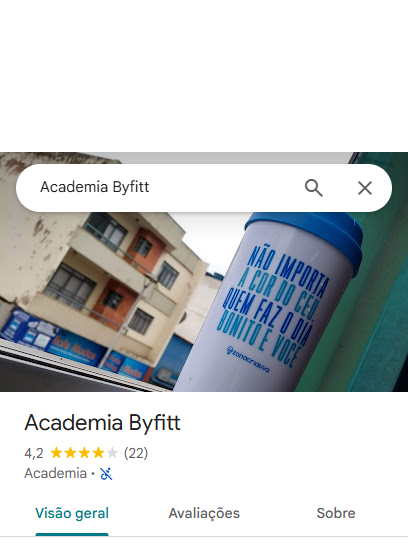 Academia Byfitt
NÃO IMPORTA
A COR DO CÉU.
QUEM FAZ O DIA
BONITO É VOCÊ
zonacriativa
Academia Byfitt
4,2 (22)
Academia ·
Visão geral Avaliações Sobre